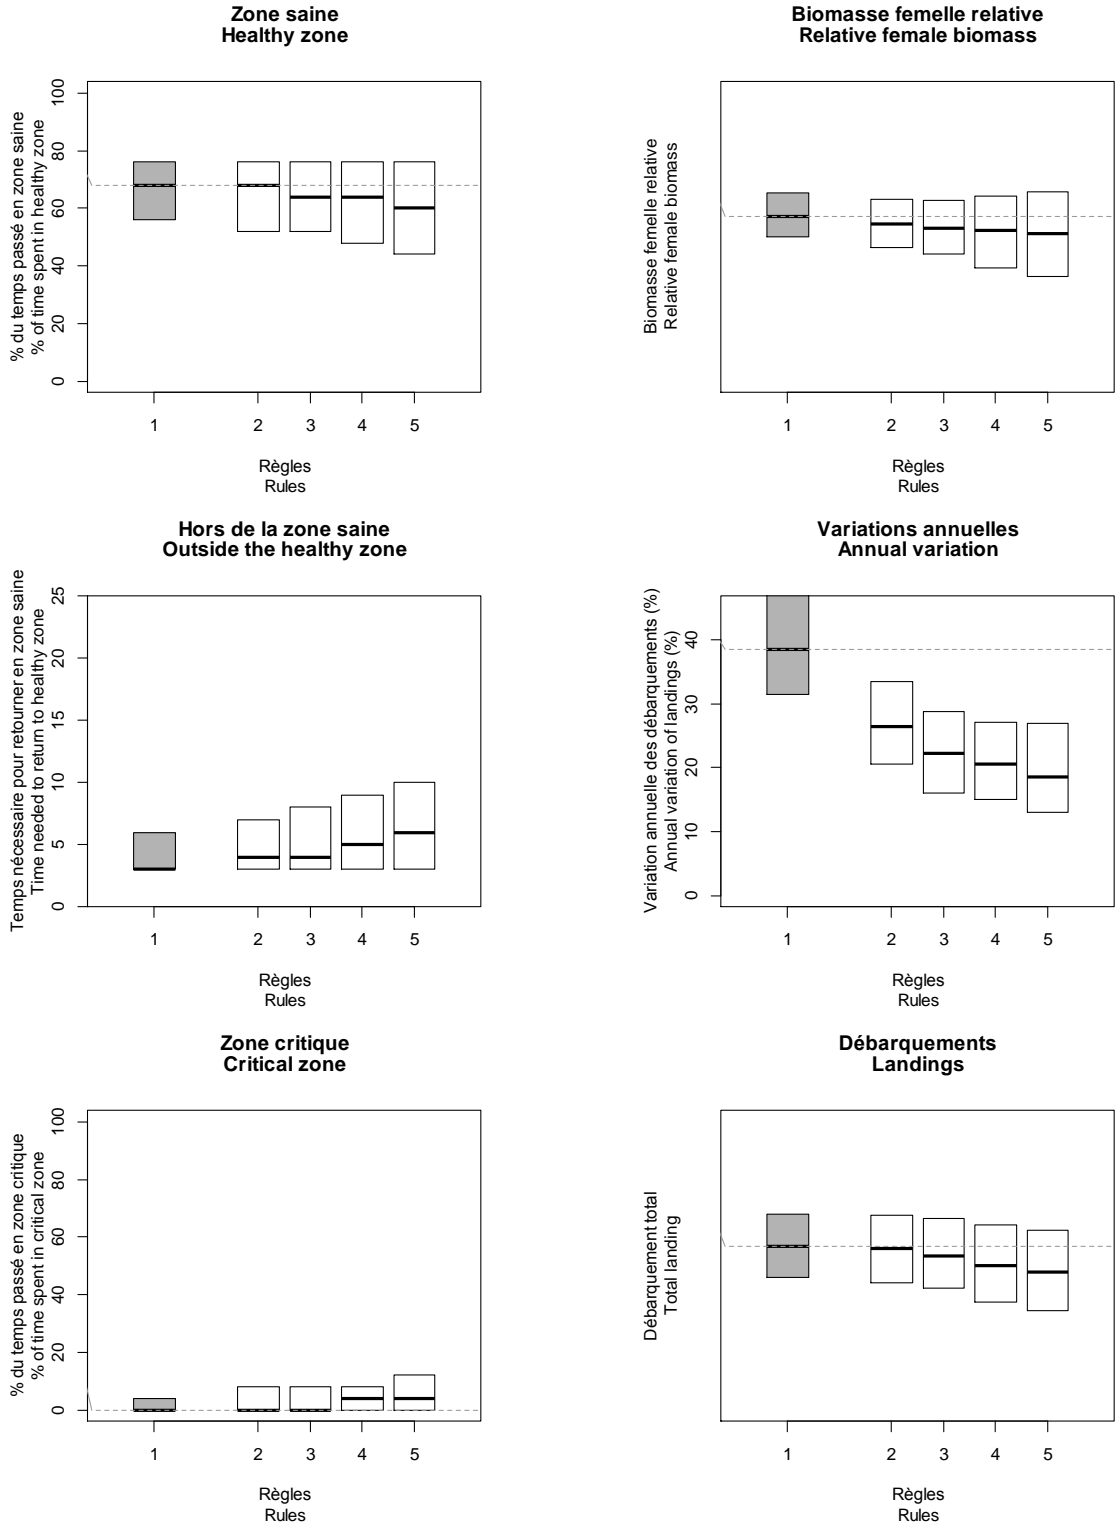 Zone saine
Healthy zone
% du temps passé en zone saine
% of time spent in healthy zone
100
80
60
40
20
0
1 2 3 4 5
Règles
Rules
Biomasse femelle relative
Relative female biomass
Biomasse femelle relative
Relative female biomass
1 2 3 4 5
Règles
Rules
Hors de la zone saine
Outside the healthy zone
Temps nécessaire pour retourner en zone saine
Time needed to return to healthy zone
25
20
15
10
5
0
1 2 3 4 5
Règles
Rules
Variations annuelles
Annual variation
Variation annuelle des débarquements (%)
Annual variation of landings (%)
40
30
20
10
0
1 2 3 4 5
Règles
Rules
Zone critique
Critical zone
% du temps passé en zone critique
% of time spent in critical zone
100
80
60
40
20
0
1 2 3 4 5
Règles
Rules
Débarquements
Landings
Débarquement total
Total landing
1 2 3 4 5
Règles
Rules